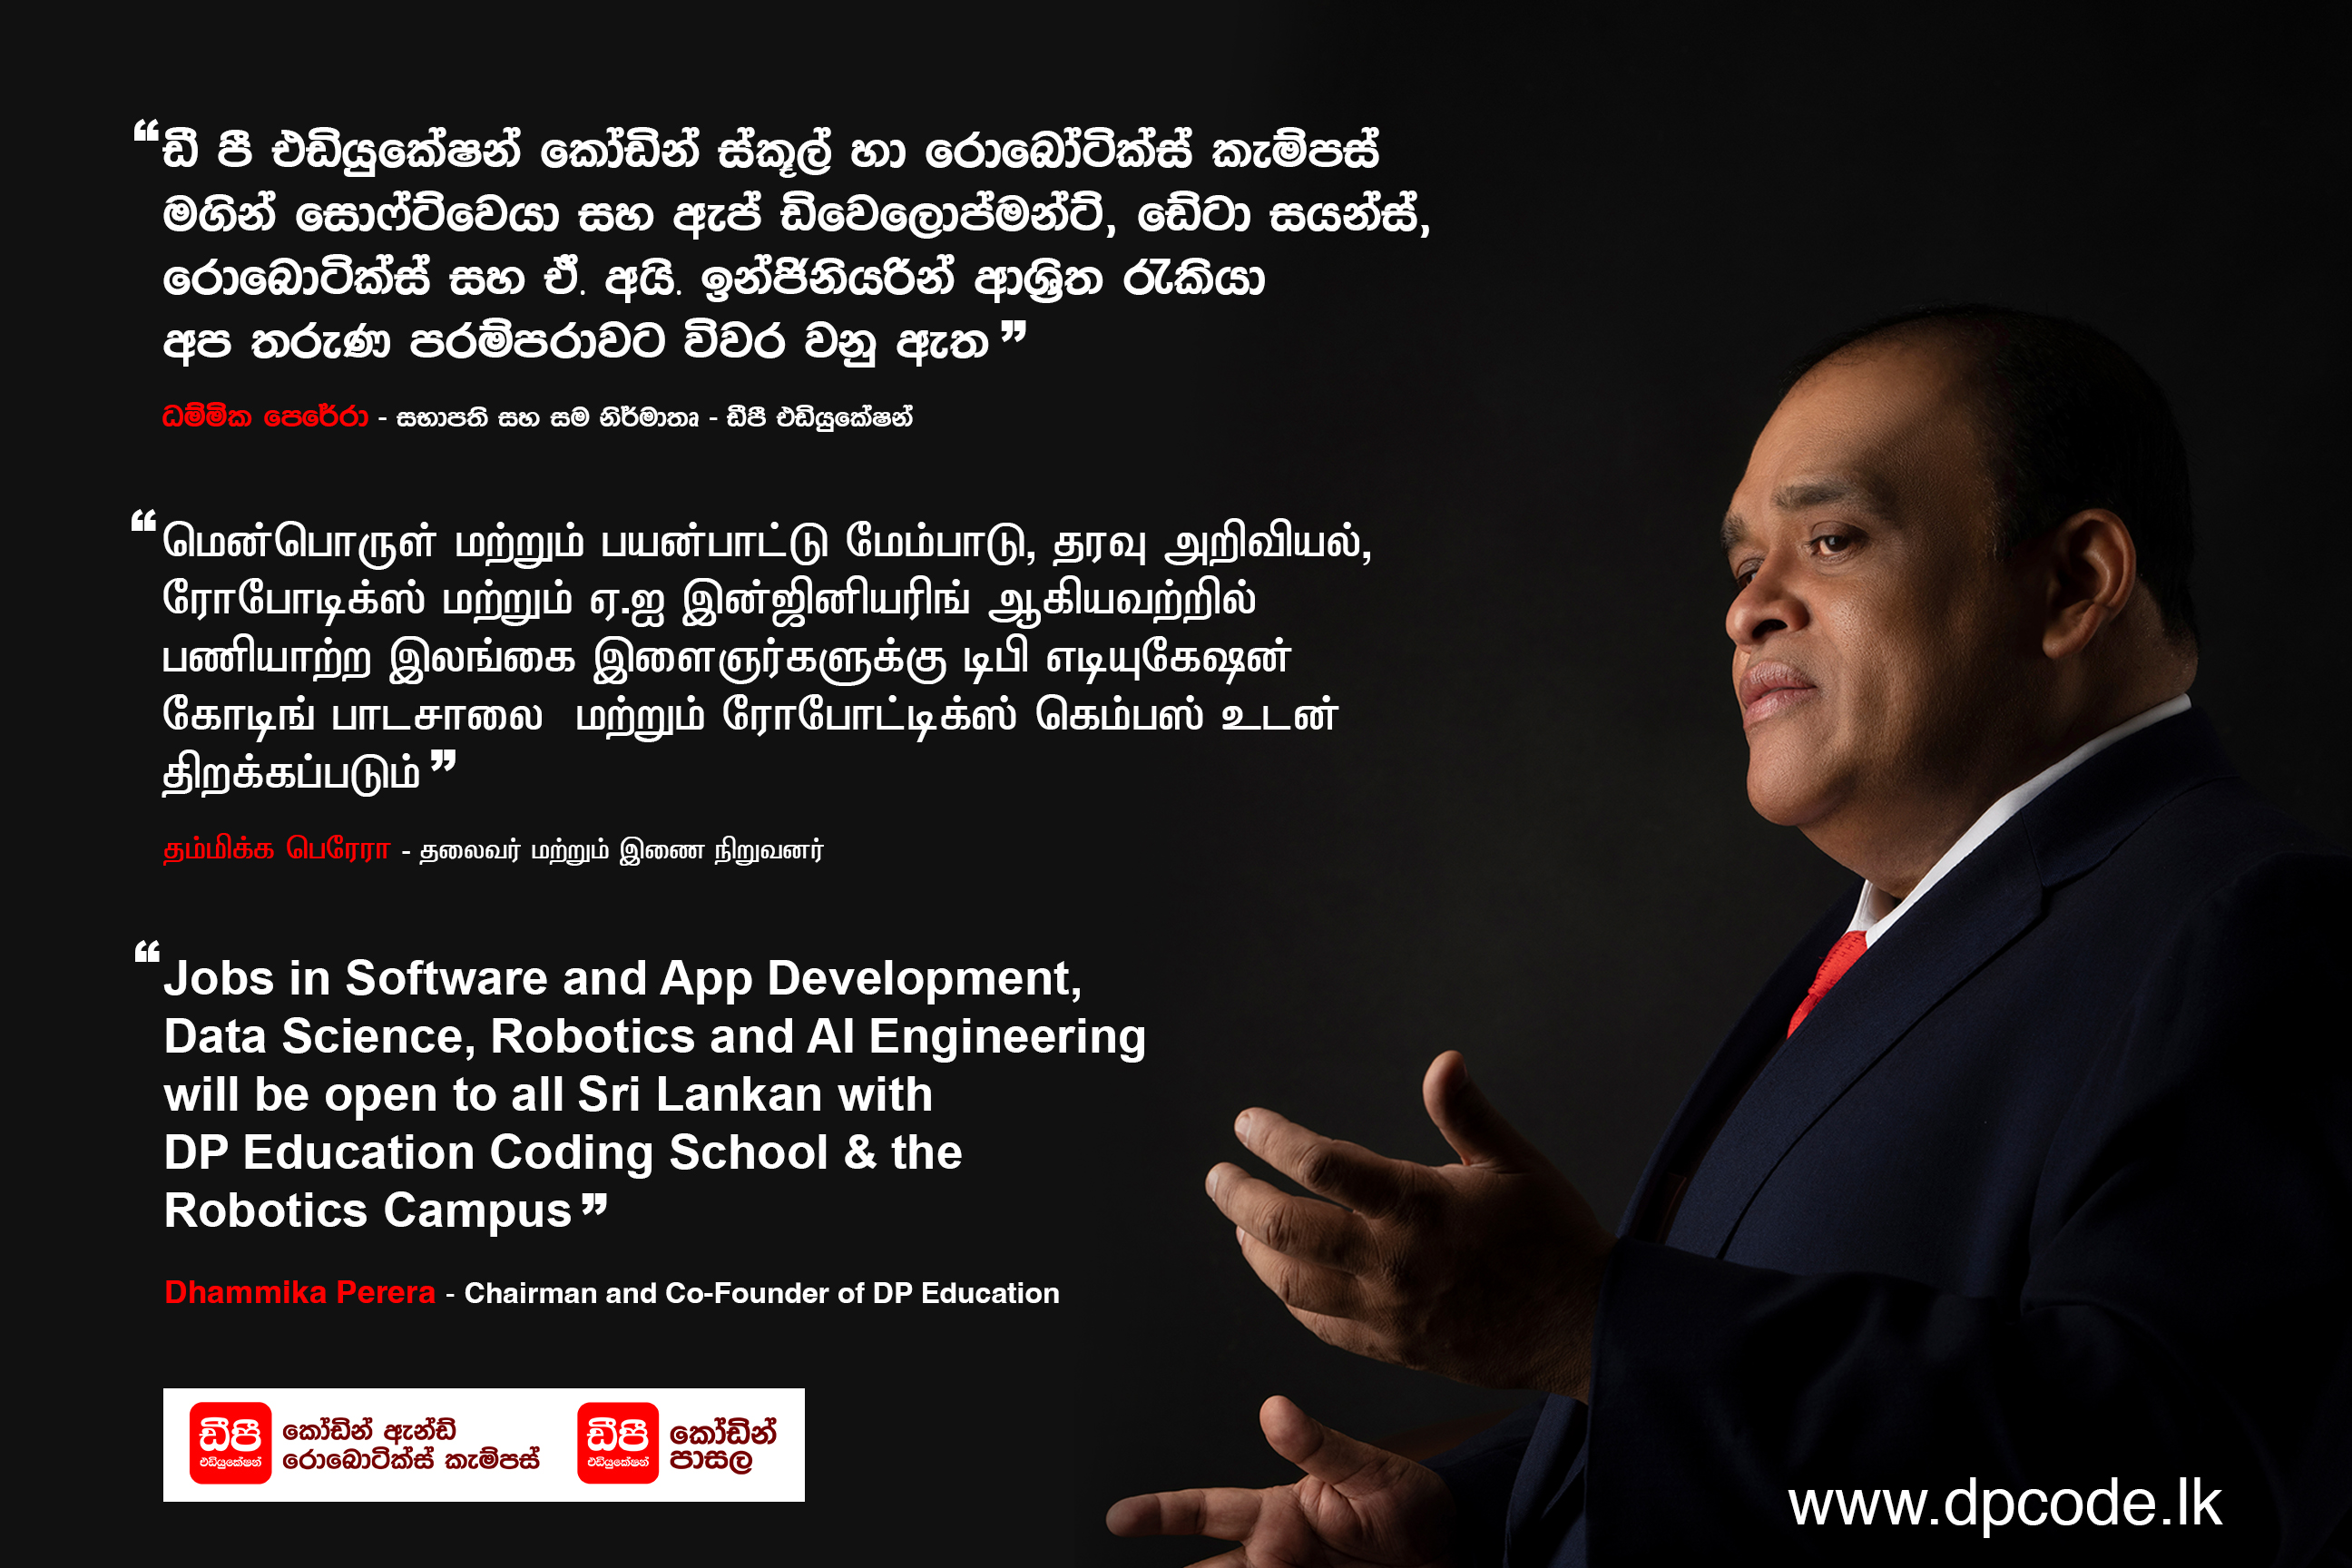 “ඩී පී එඩියුකේෂන් කෝඩින් ස්කූල් හා රොබෝටික්ස් කැම්පස්
මගින් සොෆ්ට්වෙයා සහ ඇප් ඩිවෙලොප්මන්ට්, ඩේටා සයන්ස්,
රොබොටික්ස් සහ ඒ. අයි. ඉන්ජිනියරින් ආශ්‍රිත රැකියා
අප තරුණ පරම්පරාවට විවර වනු ඇත”
ධම්මික පෙරේරා - සභාපති සහ සම නිර්මාතෘ - ඩීපී එඩියුකේෂන්
“மென்பொருள் மற்றும் பயன்பாட்டு மேம்பாடு, தரவு அறிவியல்,
ரோபோடிக்ஸ் மற்றும் ஏ.ஐ இன்ஜினியரிங் ஆகியவற்றில்
பணியாற்ற இலங்கை இளைஞர்களுக்கு டிபி எடியுகேஷன்
கோடிங் பாடசாலை மற்றும் ரோபோட்டிக்ஸ் கெம்பஸ் உடன்
திறக்கப்படும்”
தம்மிக்க பெரேரா - தலைவர் மற்றும் இணை நிறுவனர்
“Jobs in Software and App Development,
Data Science, Robotics and AI Engineering
will be open to all Sri Lankan with
DP Education Coding School & the
Robotics Campus”
Dhammika Perera - Chairman and Co-Founder of DP Education
ඩීපී
එඩියුකේෂන්
කෝඩින් ඇන්ඩ්
රොබොටික්ස් කැම්පස්
ඩීපී
එඩියුකේෂන්
කෝඩින්
පාසල
www.dpcode.lk